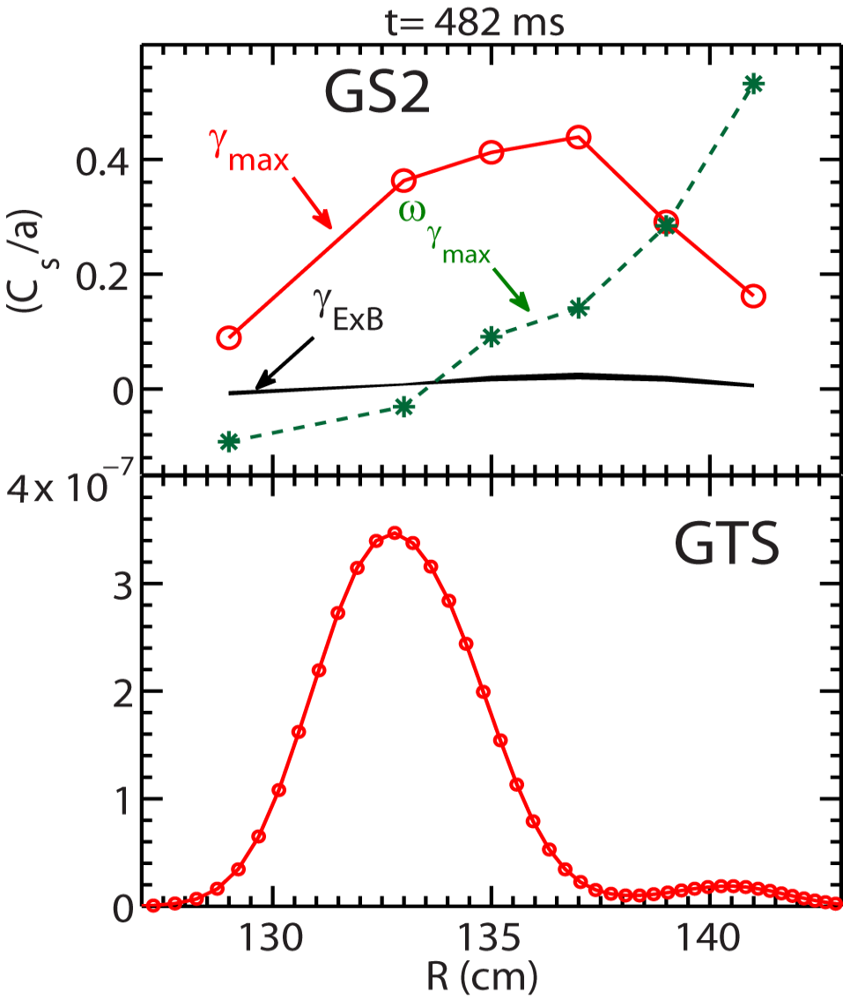 t= 482 ms
GS2
γmax
0.4
ωγmax
(Cs/a)
0.2
γExB
0
4x 10−7
GTS
3
2
1
0
130 135 140
R (cm)